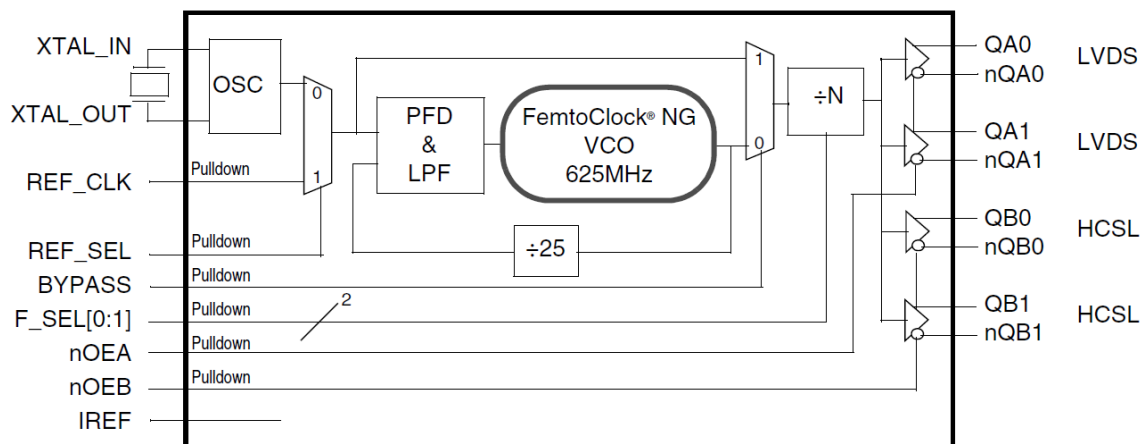 XTAL_IN
OSC
XTAL_OUT
0
1
REF_CLK
Pulldown
REF_SEL
Pulldown
BYPASS
Pulldown
F_SEL[0:1]
Pulldown
2
nOEA
Pulldown
nOEB
Pulldown
IREF
PFD
&
LPF
FemtoClock® NG
VCO
625MHz
÷25
1
0
÷N
QA0
nQA0
LVDS
QA1
nQA1
LVDS
QB0
nQB0
HCSL
QB1
nQB1
HCSL